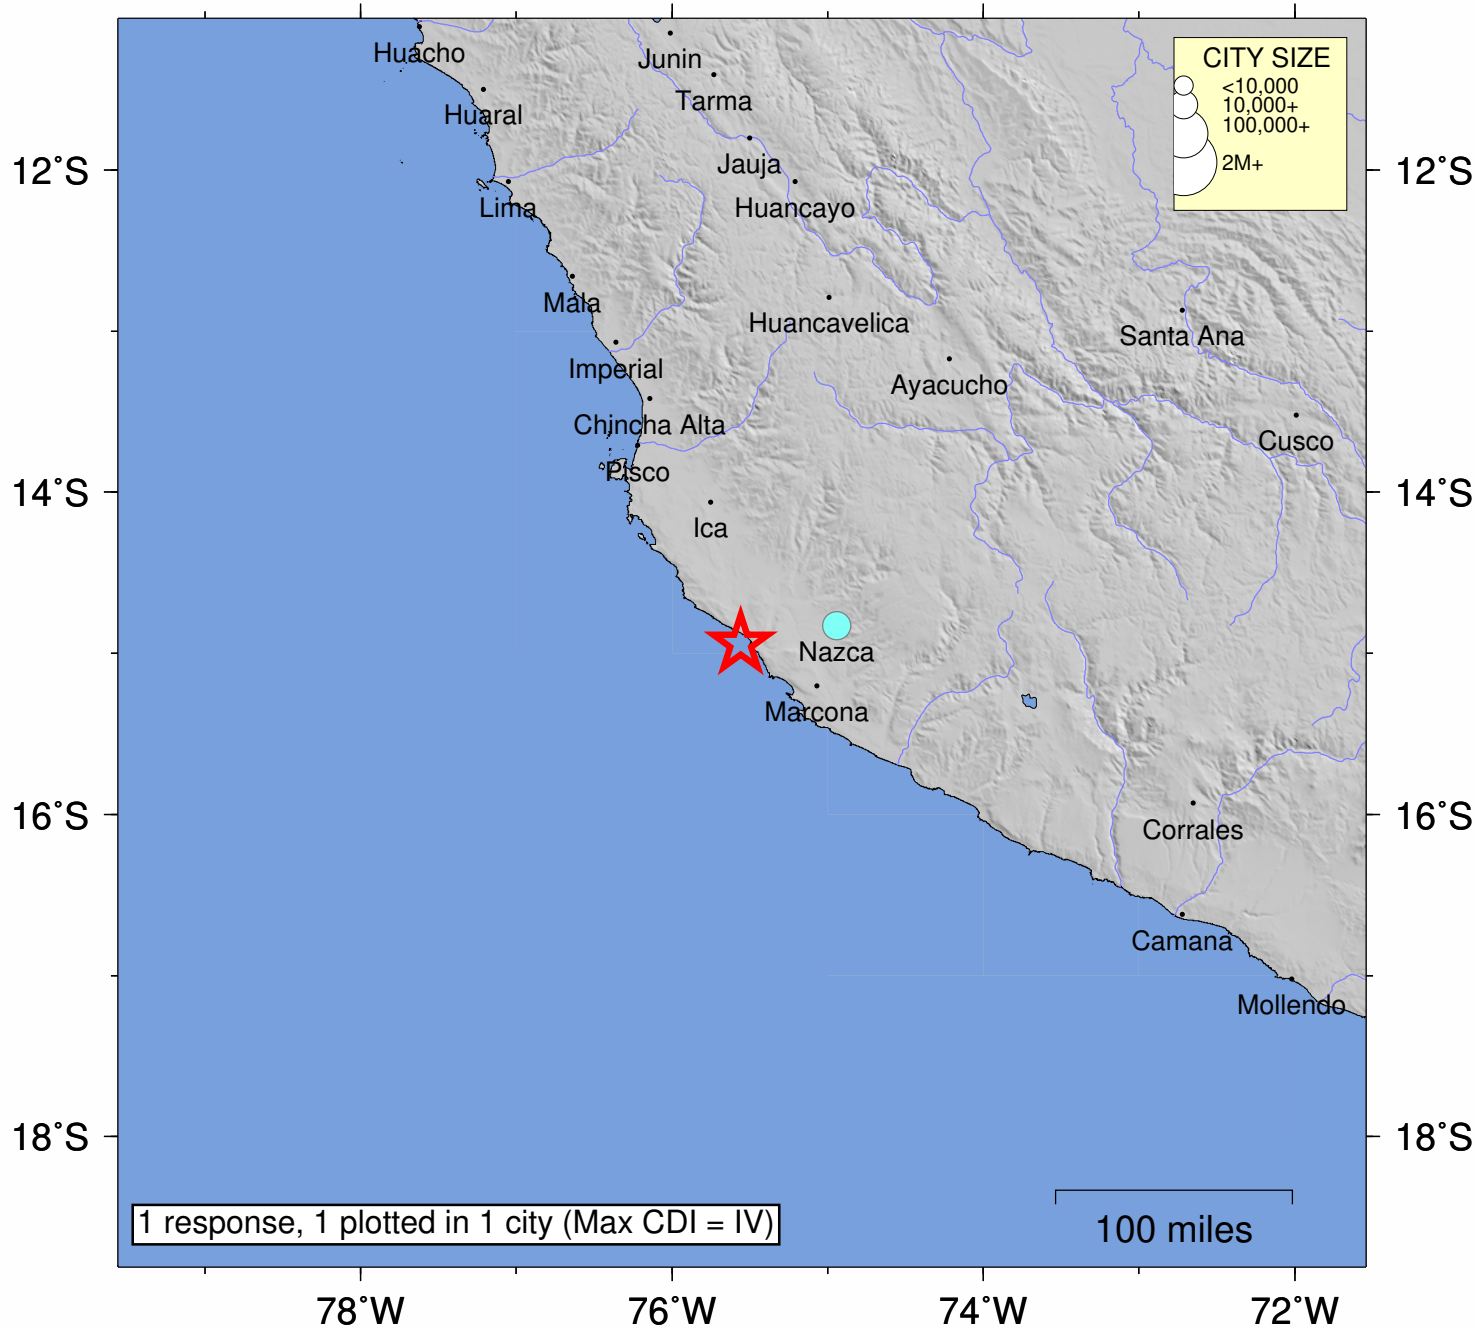 Huacho
Junin
Tarma
Huaral
Jauja
Lima
Huancayo
Mala
Huancavelica
Santa Ana
Imperial
Ayacucho
Chincha Alta
Cusco
Pisco
Ica
Nazca
Marcona
Corrales
Camana
Mollendo
CITY SIZE
<10,000
10,000+
100,000+
2M+
12˚S
12˚S
14˚S
14˚S
16˚S
16˚S
18˚S
18˚S
1 response, 1 plotted in 1 city (Max CDI = IV)
100 miles
78˚W
76˚W
74˚W
72˚W